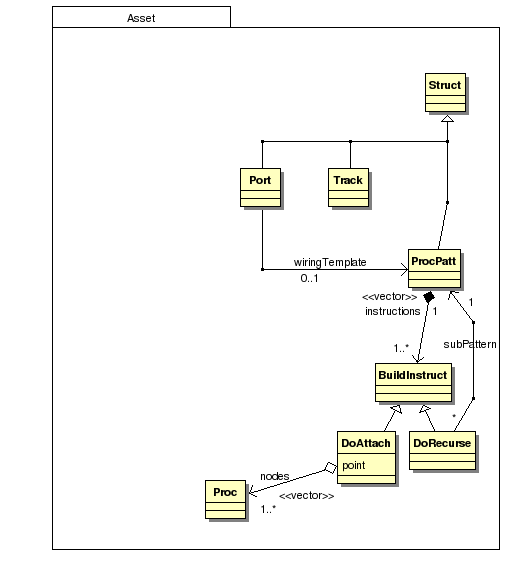 Asset
Struct
Port
Track
wiringTemplate
0..1
ProcPatt
<<vector>>
instructions
1
1
subPattern
1..*
BuildInstruct
*
DoAttach
point
DoRecurse
nodes
<<vector>>
1..*
Proc